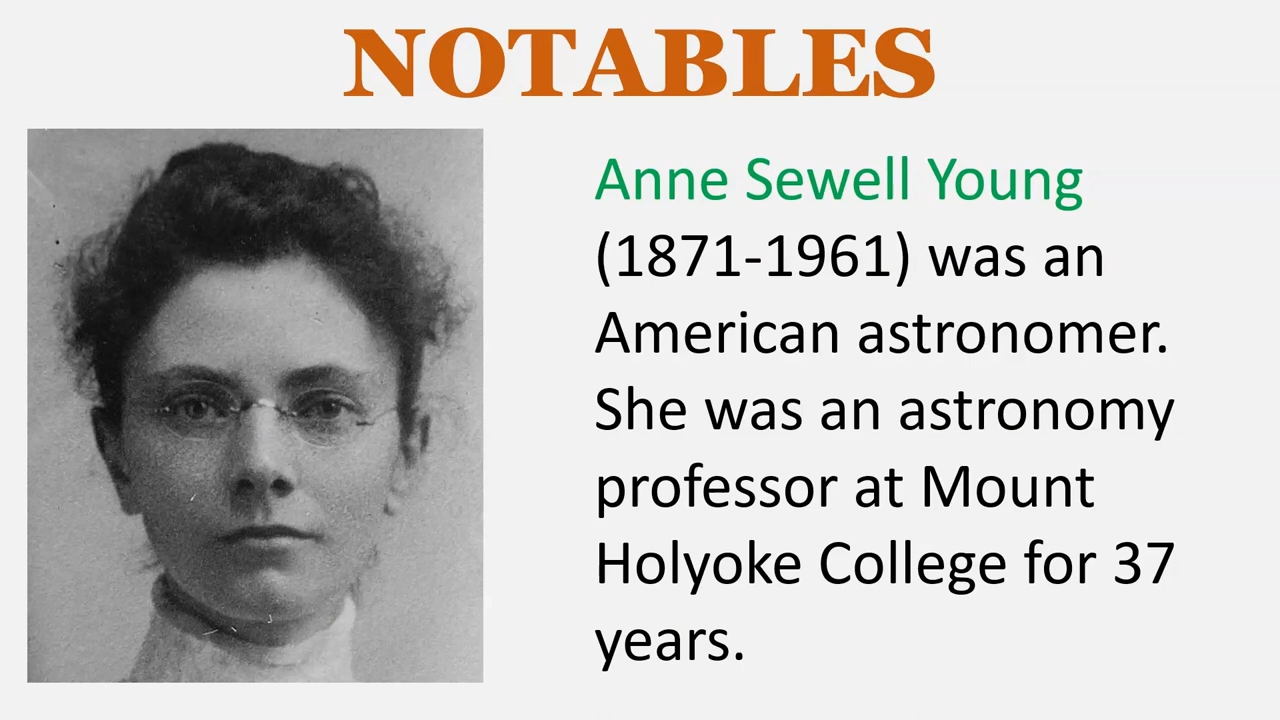 NOTABLES
Anne Sewell Young
(1871-1961) was an
American astronomer.
She was an astronomy
professor at Mount
Holyoke College for 37
years.